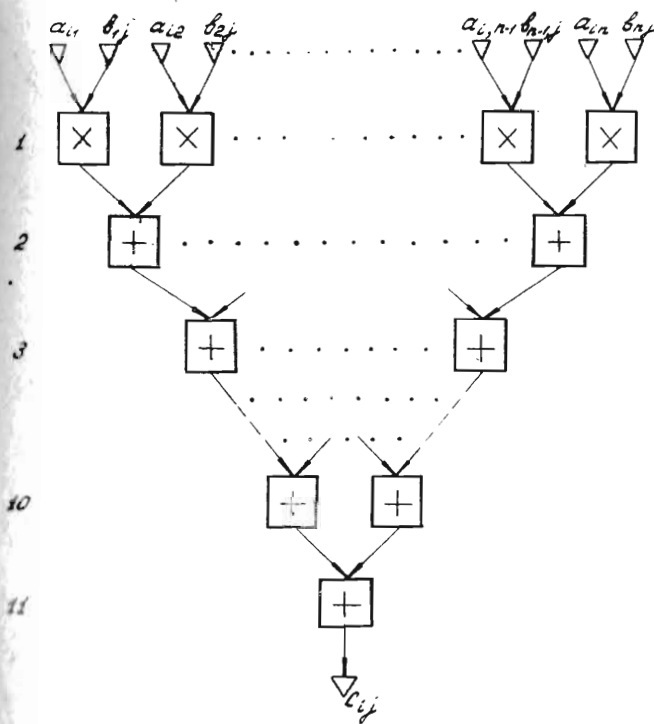 a_{i1} b_{1j} a_{i2} b_{2j} . . . . . . . . . . . . . a_{i,n-1} b_{n-1,j} a_{in} b_{nj}
1 × × . . . . . . . . . × ×
2 + . . . . . . . . . . . . +
3 + . . . . . . . . +
10 + +
11 +
c_{ij}